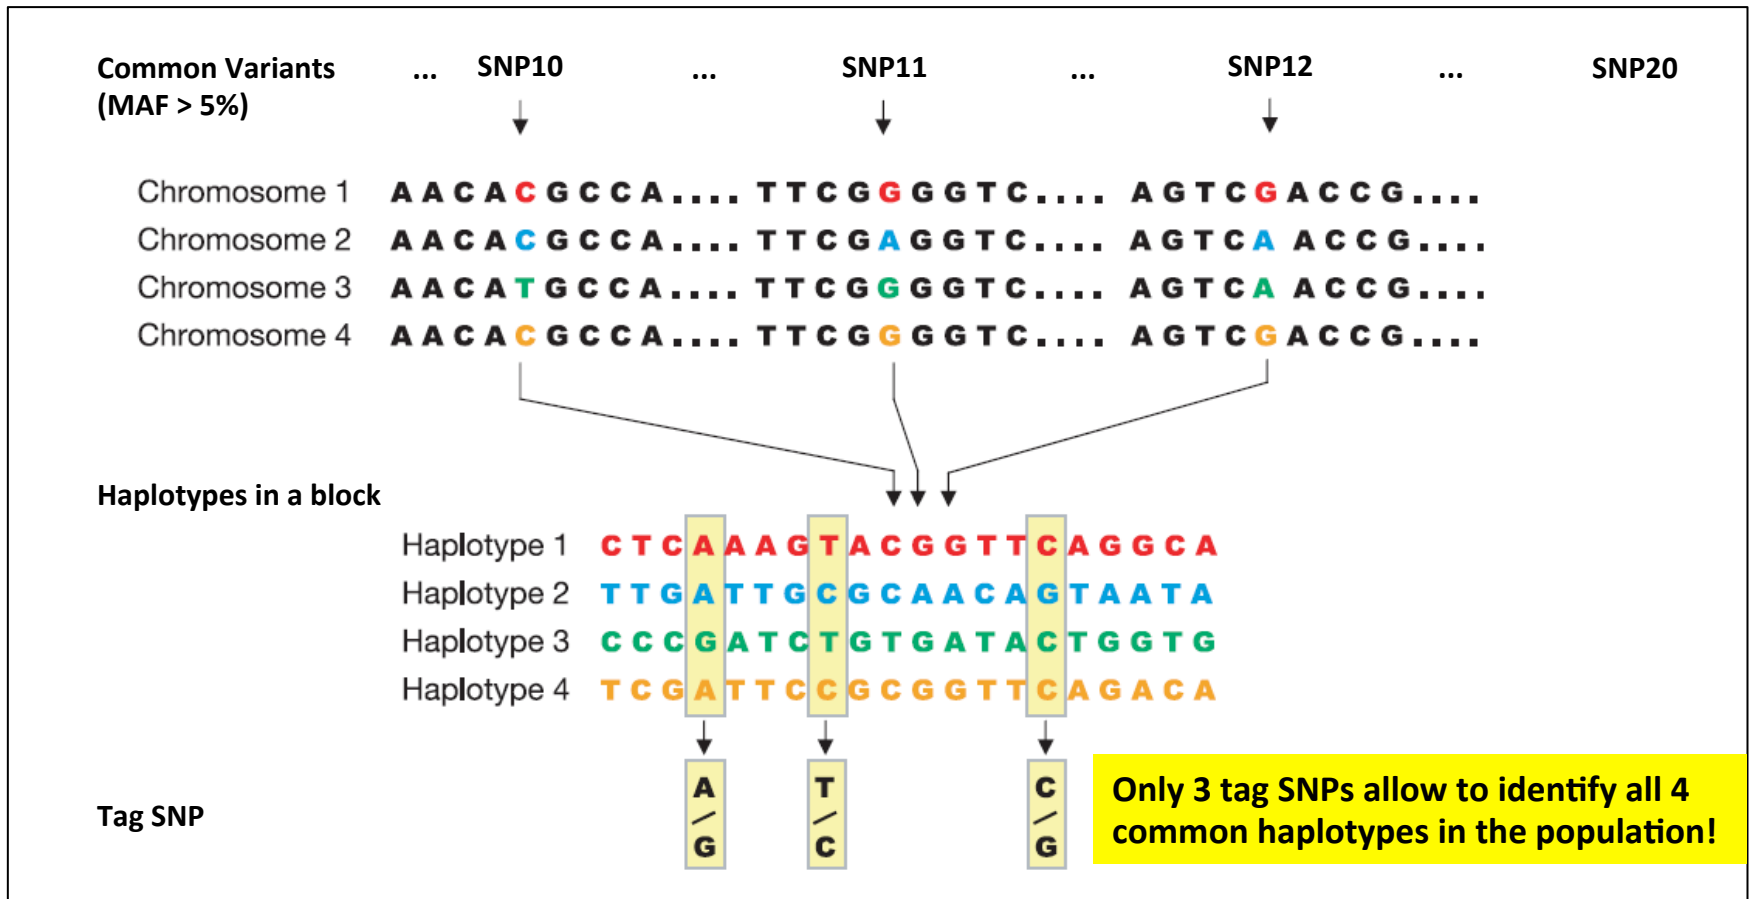 Common Variants ... SNP10 ... SNP11 ... SNP12 ... SNP20
(MAF > 5%)
Chromosome 1 AACACGCCA.... TTCGGGGTC.... AGTCGACCG....
Chromosome 2 AACACGCCA.... TTCGAGGTC.... AGTCA ACCG....
Chromosome 3 AACATGCCA.... TTCGGGGTC.... AGTCA ACCG....
Chromosome 4 AACACGCCA.... TTCGGGGTC.... AGTCGACCG....
Haplotypes in a block
Haplotype 1 CTCAAAGTACGGTTCAGGCA
Haplotype 2 TTGATTGCGCAACAGTAATA
Haplotype 3 CCCGATCTGTGATACTGGTG
Haplotype 4 TCGATTCCGCGGTTCAGACA
Tag SNP
A/G T/C C/G
Only 3 tag SNPs allow to identify all 4
common haplotypes in the population!